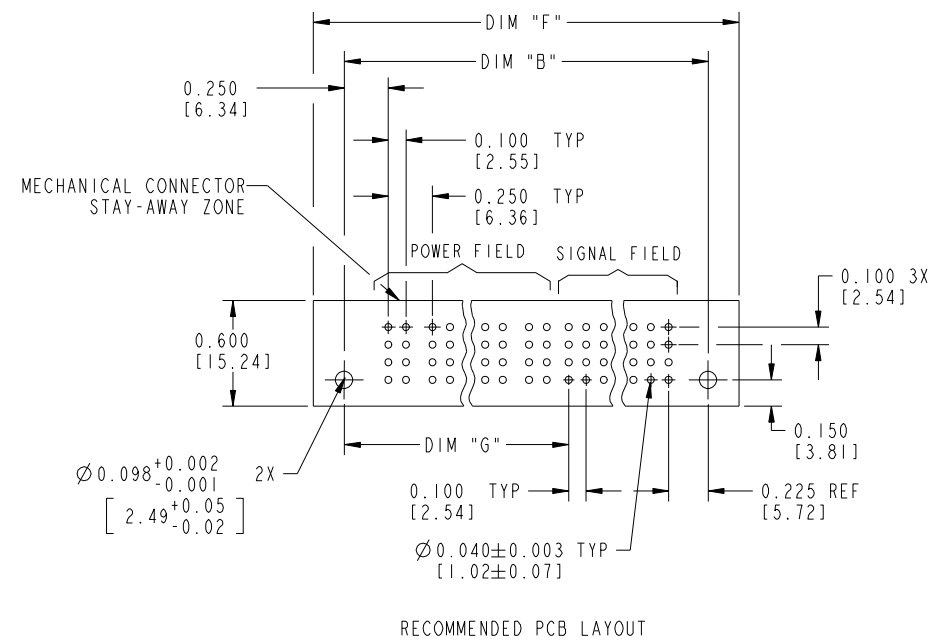 DIM "F"
DIM "B"
0.250
[6.34]
0.100 TYP
[2.55]
0.250 TYP
[6.36]
MECHANICAL CONNECTOR
STAY-AWAY ZONE
POWER FIELD
SIGNAL FIELD
0.100 3X
[2.54]
0.600
[15.24]
0.150
[3.81]
DIM "G"
Ø0.098 +0.002
-0.001
2X
[2.49 +0.05
-0.02]
0.100 TYP
[2.54]
0.225 REF
[5.72]
Ø0.040±0.003 TYP
[1.02±0.07]
RECOMMENDED PCB LAYOUT